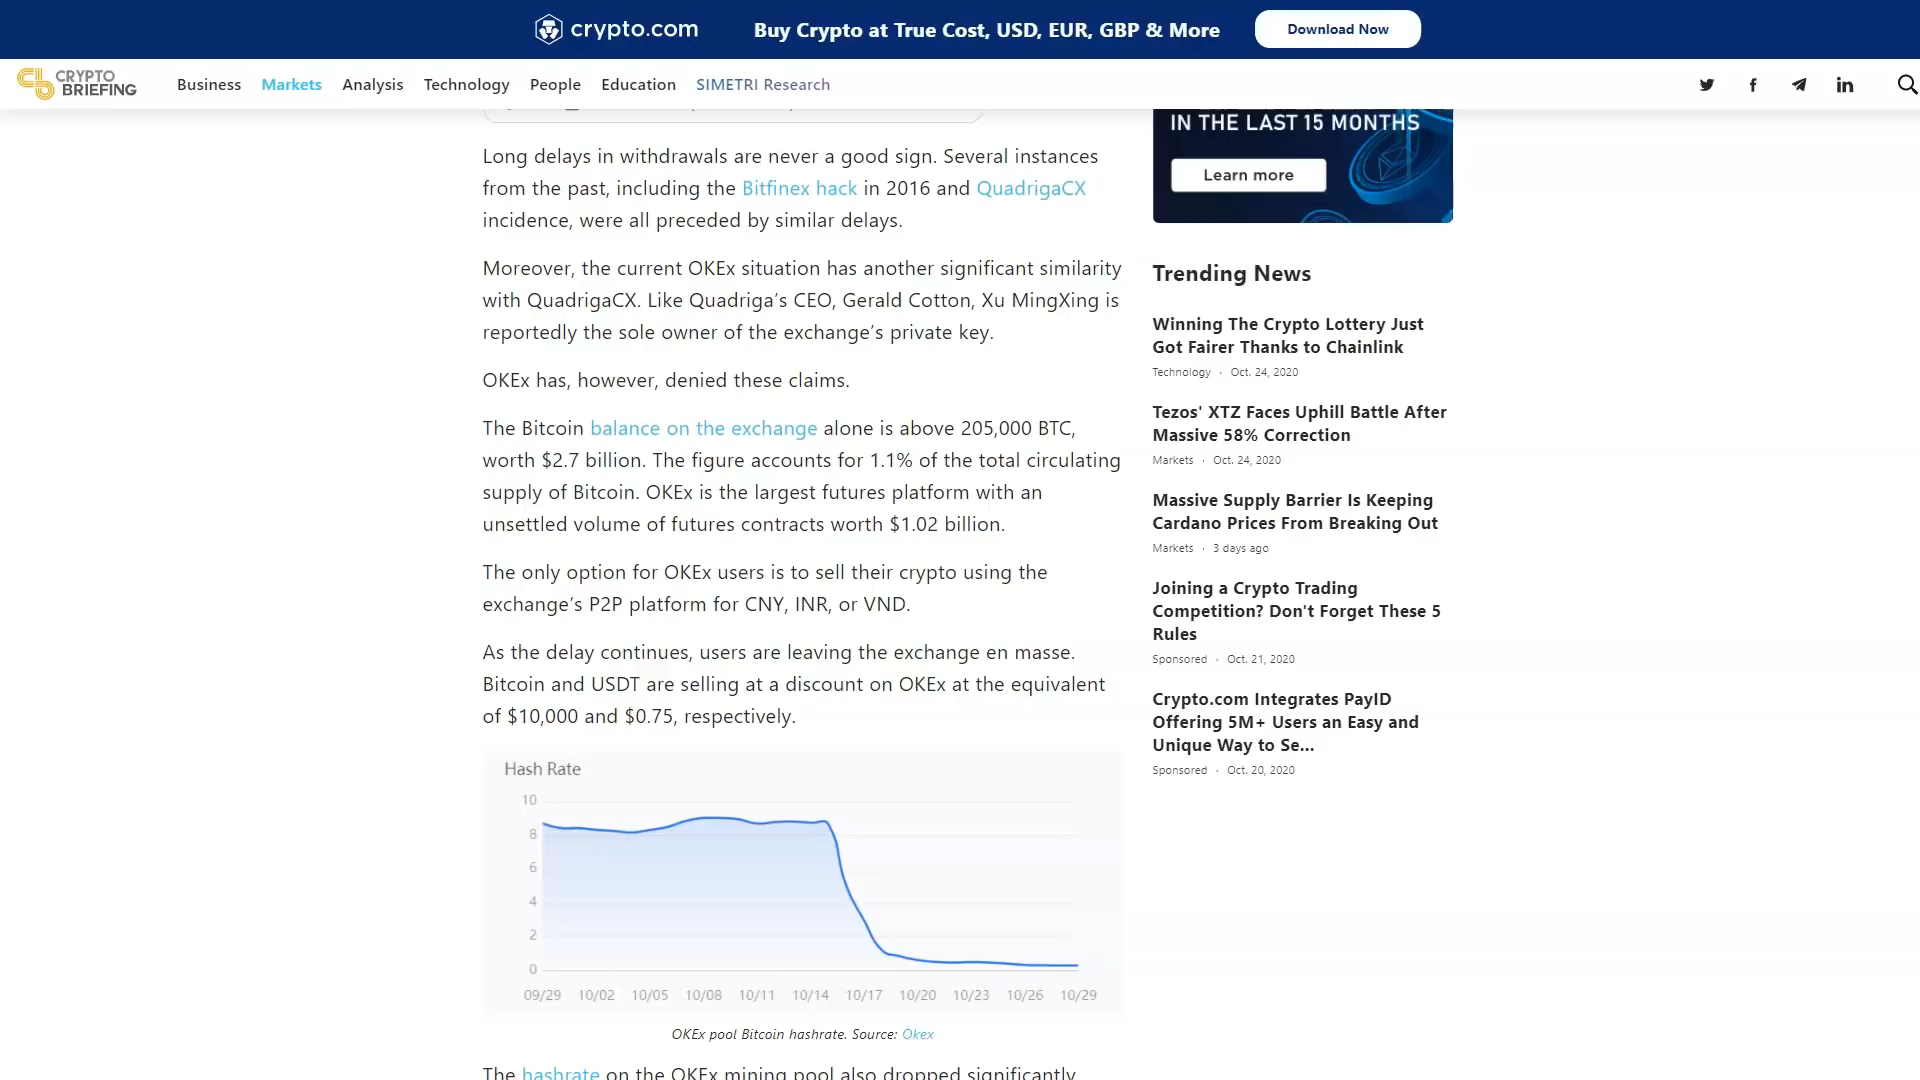 crypto.com
Buy Crypto at True Cost, USD, EUR, GBP & More
Download Now
CRYPTO
BRIEFING
Business
Markets
Analysis
Technology
People
Education
SIMETRI Research
IN THE LAST 15 MONTHS
Learn more
Long delays in withdrawals are never a good sign. Several instances
from the past, including the Bitfinex hack in 2016 and QuadrigaCX
incidence, were all preceded by similar delays.
Moreover, the current OKEx situation has another significant similarity
with QuadrigaCX. Like Quadriga’s CEO, Gerald Cotton, Xu MingXing is
reportedly the sole owner of the exchange’s private key.
OKEx has, however, denied these claims.
The Bitcoin balance on the exchange alone is above 205,000 BTC,
worth $2.7 billion. The figure accounts for 1.1% of the total circulating
supply of Bitcoin. OKEx is the largest futures platform with an
unsettled volume of futures contracts worth $1.02 billion.
The only option for OKEx users is to sell their crypto using the
exchange’s P2P platform for CNY, INR, or VND.
As the delay continues, users are leaving the exchange en masse.
Bitcoin and USDT are selling at a discount on OKEx at the equivalent
of $10,000 and $0.75, respectively.
Hash Rate
10
8
6
4
2
0
09/29 10/02 10/05 10/08 10/11 10/14 10/17 10/20 10/23 10/26 10/29
OKEx pool Bitcoin hashrate. Source: Okex
The hashrate on the OKEx mining pool also dropped significantly
Trending News
Winning The Crypto Lottery Just
Got Fairer Thanks to Chainlink
Technology · Oct. 24, 2020
Tezos' XTZ Faces Uphill Battle After
Massive 58% Correction
Markets · Oct. 24, 2020
Massive Supply Barrier Is Keeping
Cardano Prices From Breaking Out
Markets · 3 days ago
Joining a Crypto Trading
Competition? Don't Forget These 5
Rules
Sponsored · Oct. 21, 2020
Crypto.com Integrates PayID
Offering 5M+ Users an Easy and
Unique Way to Se...
Sponsored · Oct. 20, 2020